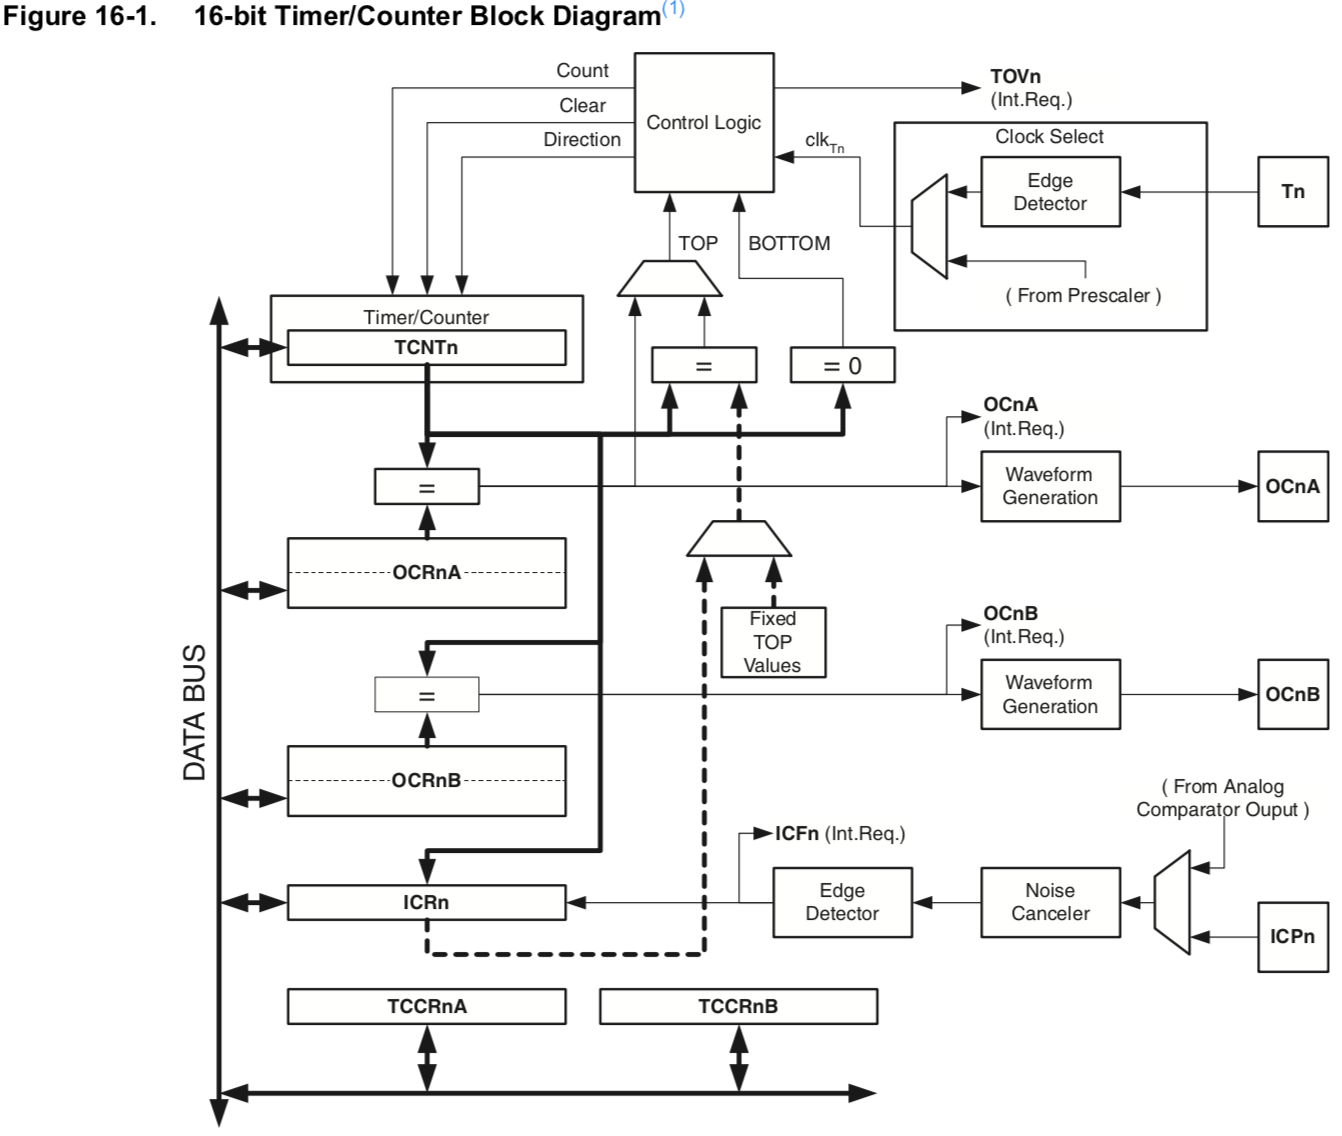 Figure 16-1. 16-bit Timer/Counter Block Diagram(1)
Count
Clear
Direction
Control Logic
TOVn
(Int.Req.)
clkTn
Clock Select
Edge
Detector
Tn
( From Prescaler )
TOP
BOTTOM
Timer/Counter
TCNTn
=
= 0
OCnA
(Int.Req.)
=
Waveform
Generation
OCnA
OCRnA
Fixed
TOP
Values
OCnB
(Int.Req.)
=
Waveform
Generation
OCnB
DATA BUS
OCRnB
( From Analog
Comparator Ouput )
ICFn (Int.Req.)
ICRn
Edge
Detector
Noise
Canceler
ICPn
TCCRnA
TCCRnB